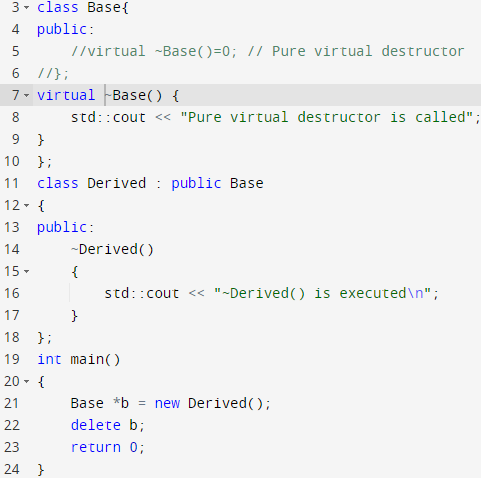 3 class Base{
4 public:
5     //virtual ~Base()=0; // Pure virtual destructor
6 //};
7 virtual ~Base() {
8     std::cout << "Pure virtual destructor is called";
9 }
10 };
11 class Derived : public Base
12 {
13 public:
14     ~Derived()
15     {
16         std::cout << "~Derived() is executed\n";
17     }
18 };
19 int main()
20 {
21     Base *b = new Derived();
22     delete b;
23     return 0;
24 }